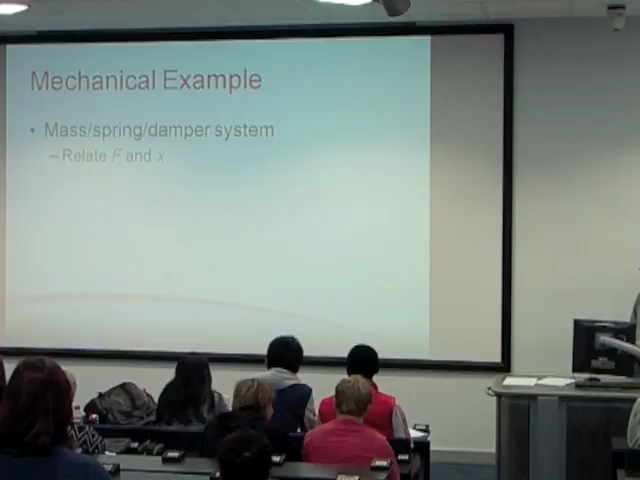 Mechanical Example
• Mass/spring/damper system
– Relate F and x